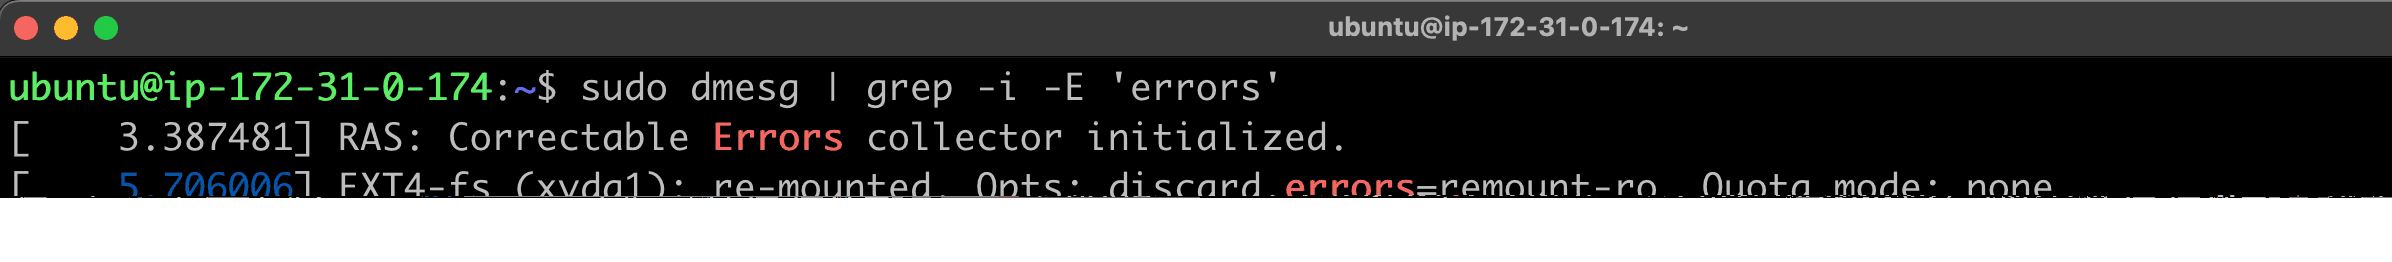 ubuntu@ip-172-31-0-174: ~
ubuntu@ip-172-31-0-174:~$ sudo dmesg | grep -i -E 'errors'
[    3.387481] RAS: Correctable Errors collector initialized.
[    5.706006] EXT4-fs (xvda1): re-mounted. Opts: discard,errors=remount-ro. Quota mode: none.